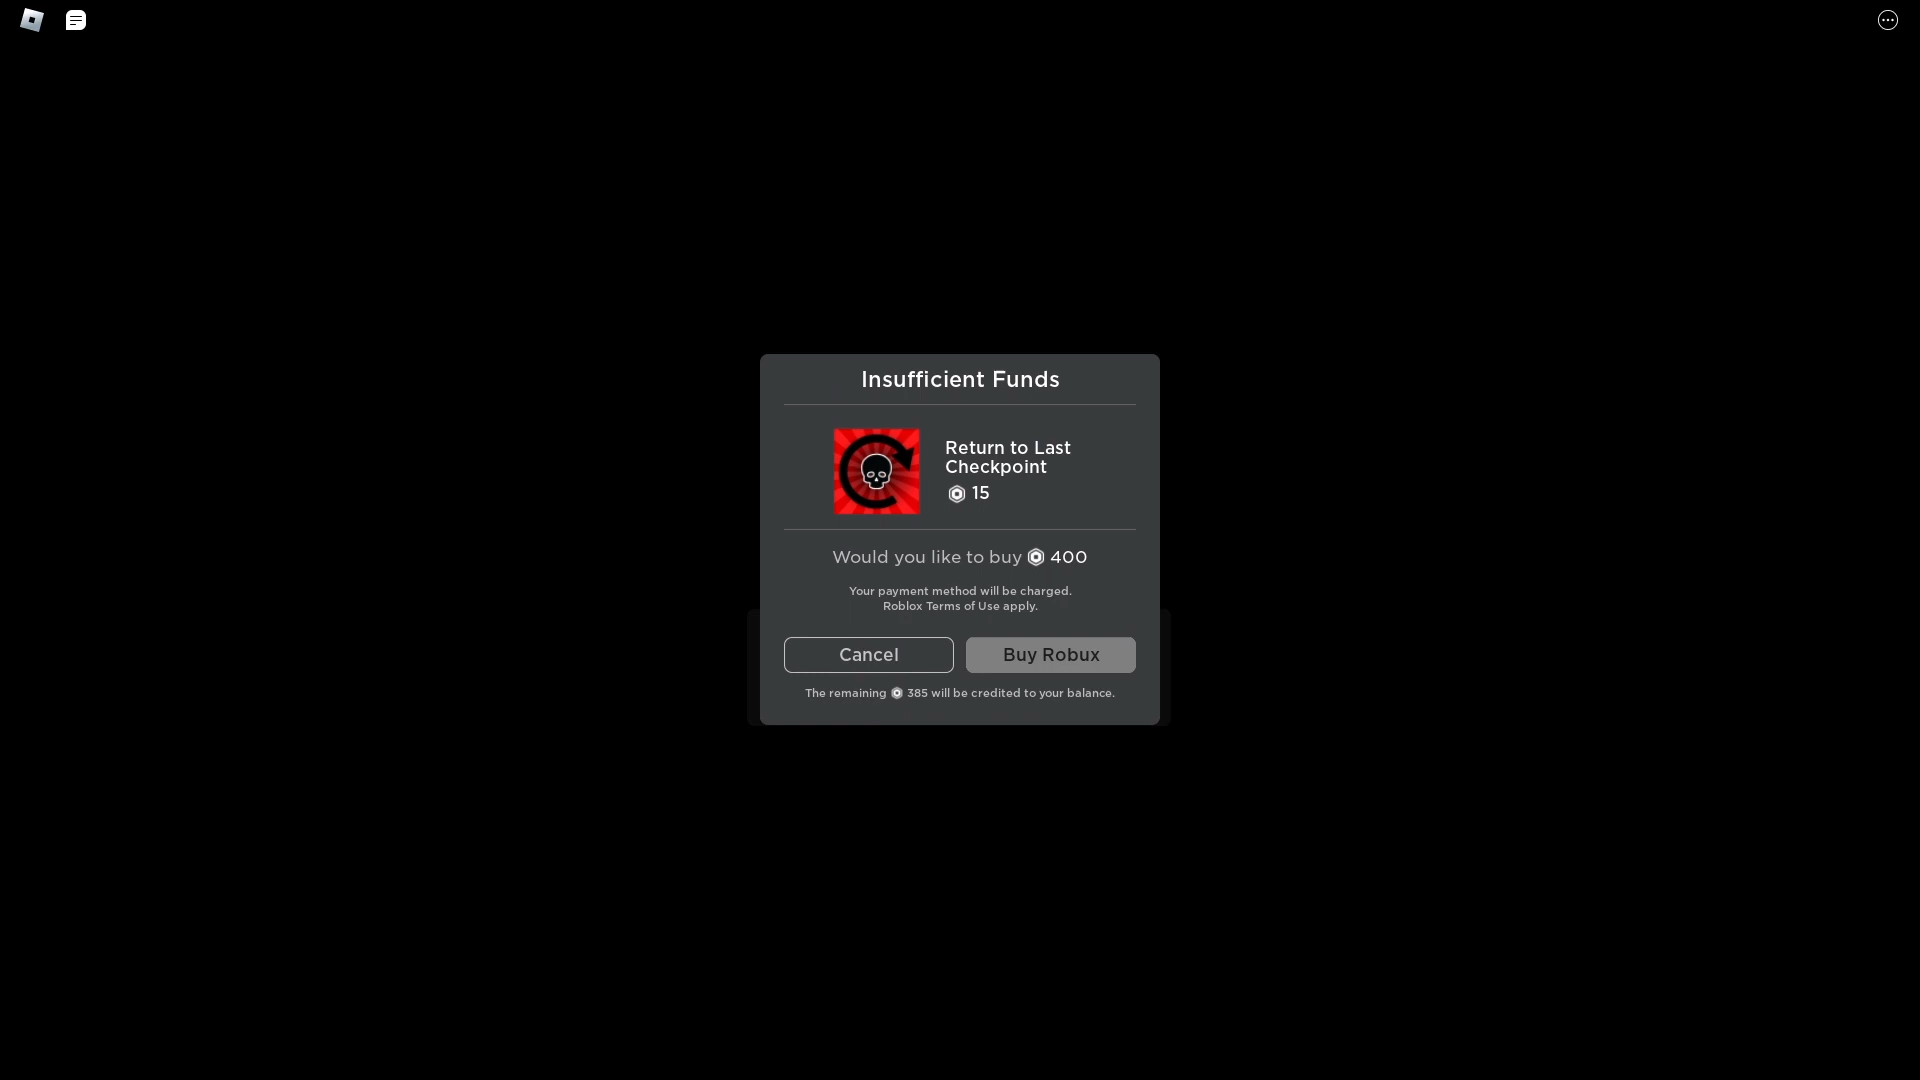 Insufficient Funds
Return to Last
Checkpoint
15
Would you like to buy 400
Your payment method will be charged.
Roblox Terms of Use apply.
Cancel
Buy Robux
The remaining 385 will be credited to your balance.